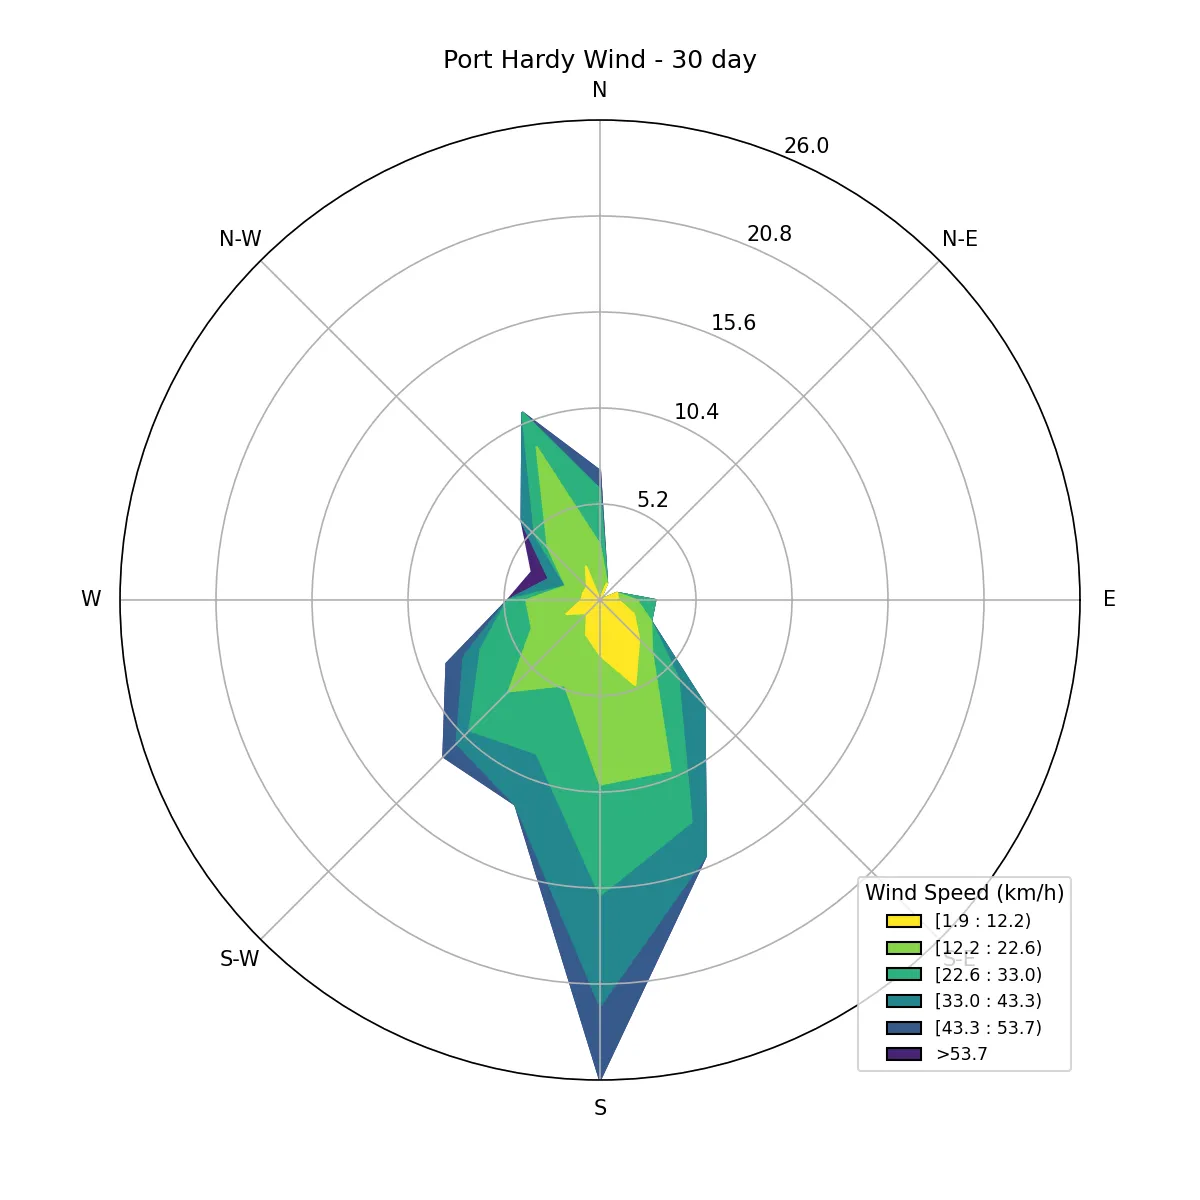 Port Hardy Wind - 30 day
N
26.0
N-W
20.8
N-E
15.6
10.4
5.2
W
E
S-W
S-E
S
Wind Speed (km/h)
[1.9 : 12.2)
[12.2 : 22.6)
[22.6 : 33.0)
[33.0 : 43.3)
[43.3 : 53.7)
>53.7